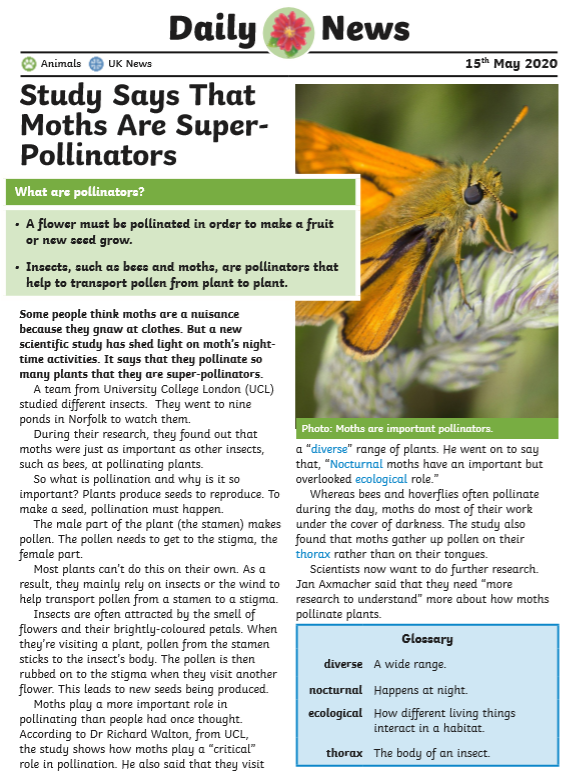 Daily News
Animals UK News 15th May 2020
Study Says That
Moths Are Super-
Pollinators
What are pollinators?
• A flower must be pollinated in order to make a fruit
or new seed grow.
• Insects, such as bees and moths, are pollinators that
help to transport pollen from plant to plant.
Some people think moths are a nuisance
because they gnaw at clothes. But a new
scientific study has shed light on moth's night-
time activities. It says that they pollinate so
many plants that they are super-pollinators.
A team from University College London (UCL)
studied different insects. They went to nine
ponds in Norfolk to watch them.
During their research, they found out that
moths were just as important as other insects,
such as bees, at pollinating plants.
So what is pollination and why is it so
important? Plants produce seeds to reproduce. To
make a seed, pollination must happen.
The male part of the plant (the stamen) makes
pollen. The pollen needs to get to the stigma, the
female part.
Most plants can't do this on their own. As a
result, they mainly rely on insects or the wind to
help transport pollen from a stamen to a stigma.
Insects are often attracted by the smell of
flowers and their brightly-coloured petals. When
they're visiting a plant, pollen from the stamen
sticks to the insect's body. The pollen is then
rubbed on to the stigma when they visit another
flower. This leads to new seeds being produced.
Moths play a more important role in
pollinating than people had once thought.
According to Dr Richard Walton, from UCL,
the study shows how moths play a "critical"
role in pollination. He also said that they visit
Photo: Moths are important pollinators.
a "diverse" range of plants. He went on to say
that, "Nocturnal moths have an important but
overlooked ecological role."
Whereas bees and hoverflies often pollinate
during the day, moths do most of their work
under the cover of darkness. The study also
found that moths gather up pollen on their
thorax rather than on their tongues.
Scientists now want to do further research.
Jan Axmacher said that they need "more
research to understand" more about how moths
pollinate plants.
Glossary
diverse A wide range.
nocturnal Happens at night.
ecological How different living things
interact in a habitat.
thorax The body of an insect.